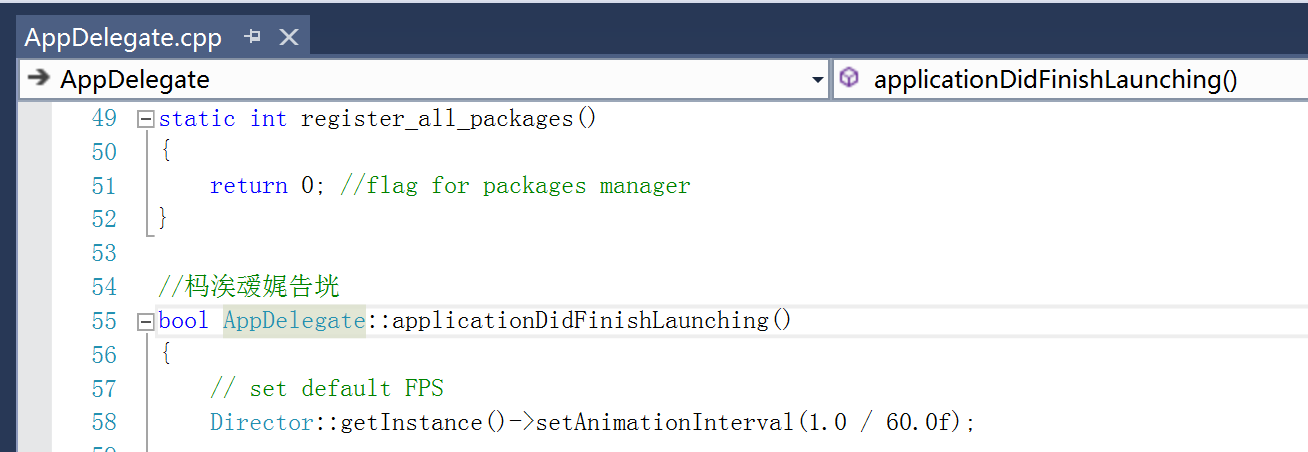 AppDelegate.cpp
AppDelegate
applicationDidFinishLaunching()
49 static int register_all_packages()
50 {
51 return 0; //flag for packages manager
52 }
53
54 //杩涘叆娓告垙
55 bool AppDelegate::applicationDidFinishLaunching()
56 {
57 // set default FPS
58 Director::getInstance()->setAnimationInterval(1.0 / 60.0f);